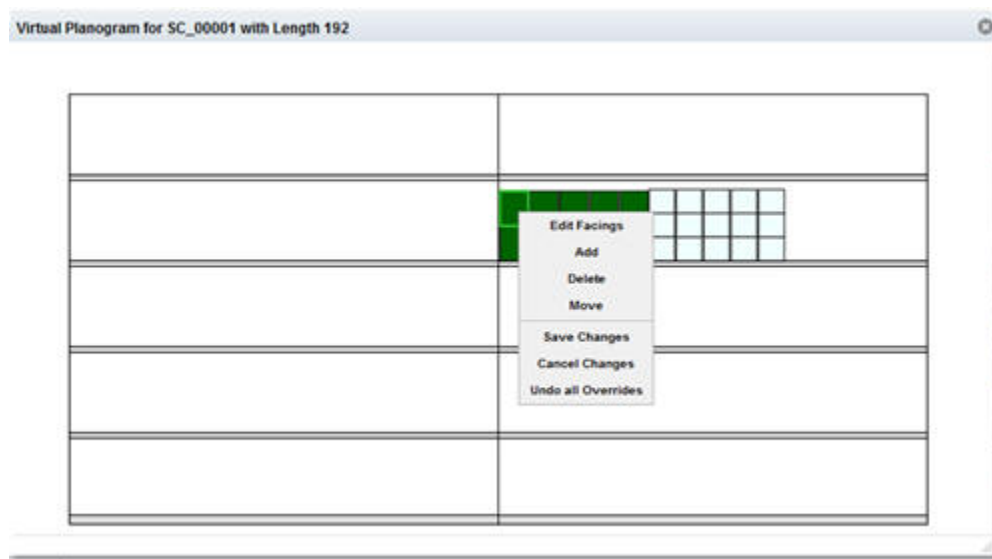 Virtual Planogram for SC_00001 with Length 192
Edit Facings
Add
Delete
Move
Save Changes
Cancel Changes
Undo all Overrides